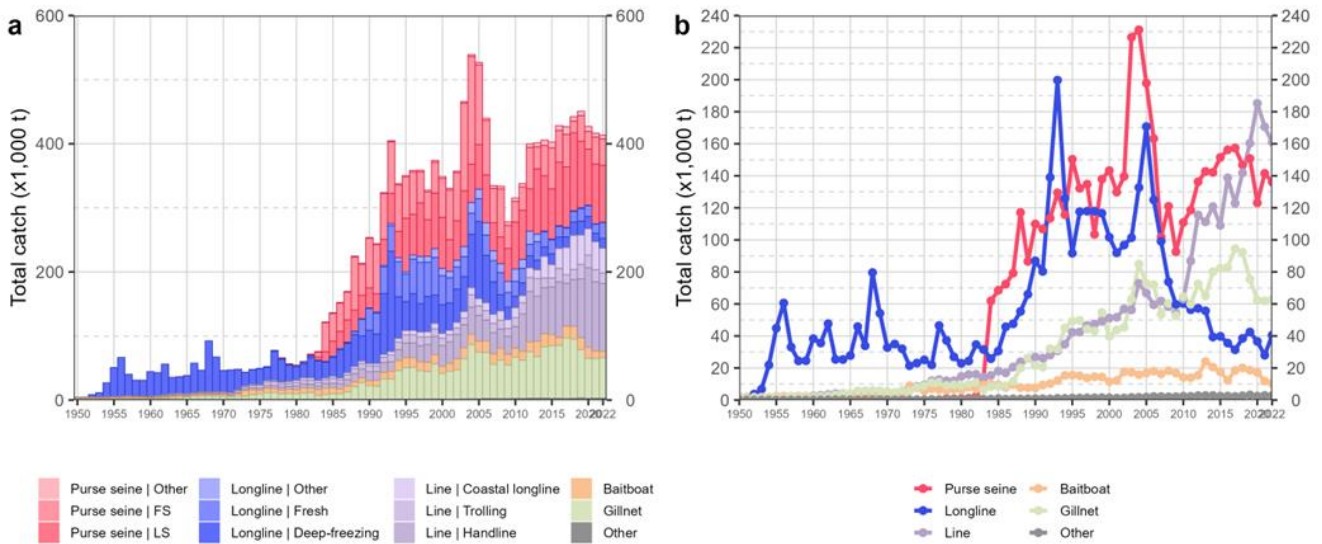 a
Total catch (x1,000 t)
600
400
200
0
600
400
200
0
1950 1955 1960 1965 1970 1975 1980 1985 1990 1995 2000 2005 2010 2015 2020 2022
Purse seine | Other
Purse seine | FS
Purse seine | LS
Longline | Other
Longline | Fresh
Longline | Deep-freezing
Line | Coastal longline
Line | Trolling
Line | Handline
Baitboat
Gillnet
Other
b
Total catch (x1,000 t)
240
220
200
180
160
140
120
100
80
60
40
20
0
240
220
200
180
160
140
120
100
80
60
40
20
0
1950 1955 1960 1965 1970 1975 1980 1985 1990 1995 2000 2005 2010 2015 2020 2022
Purse seine
Longline
Line
Baitboat
Gillnet
Other